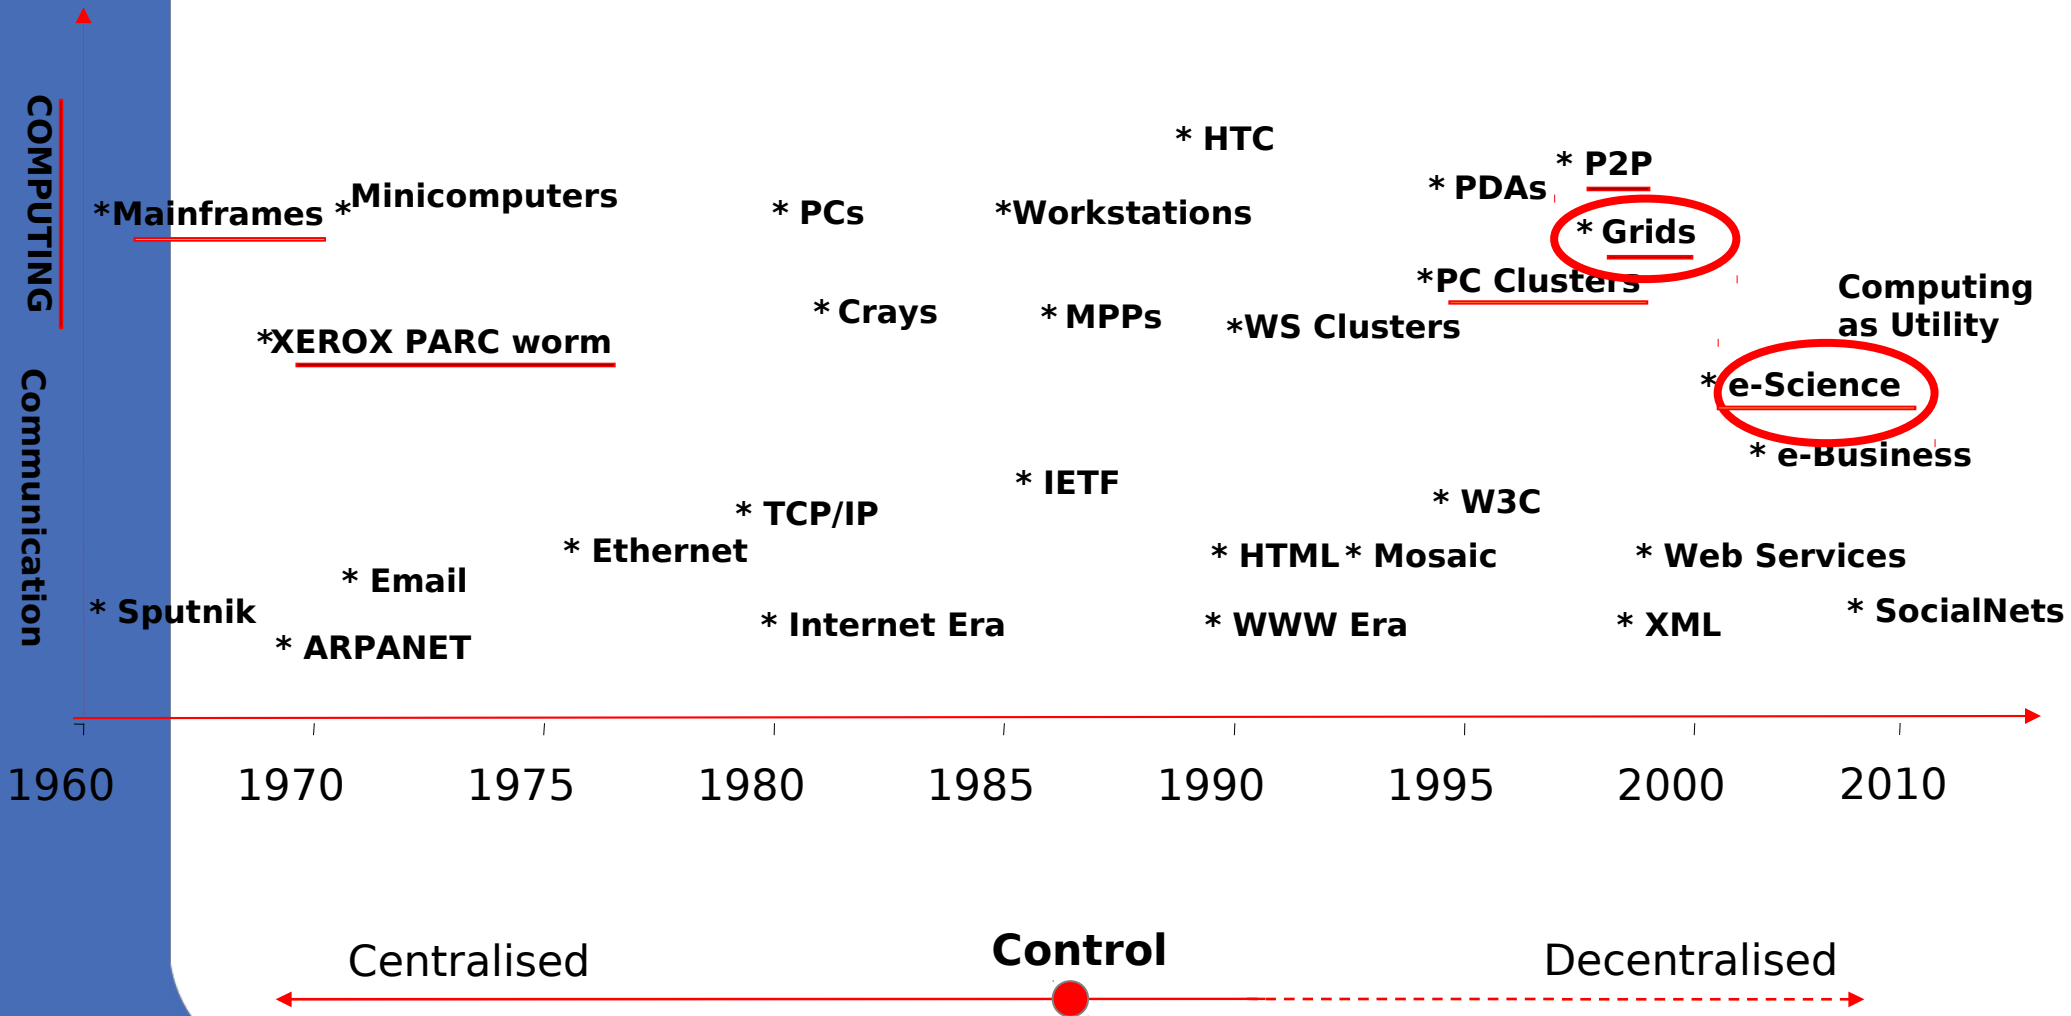 COMPUTING
Communication
* HTC
* P2P
* PDAs
*Mainframes
*Minicomputers
* PCs
*Workstations
* Grids
*PC Clusters
* Crays
* MPPs
*WS Clusters
Computing
as Utility
*XEROX PARC worm
* e-Science
* e-Business
* IETF
* W3C
* TCP/IP
* Ethernet
* HTML
* Mosaic
* Web Services
* Email
* Sputnik
* Internet Era
* WWW Era
* XML
* SocialNets
* ARPANET
1960 1970 1975 1980 1985 1990 1995 2000 2010
Control
Centralised
Decentralised